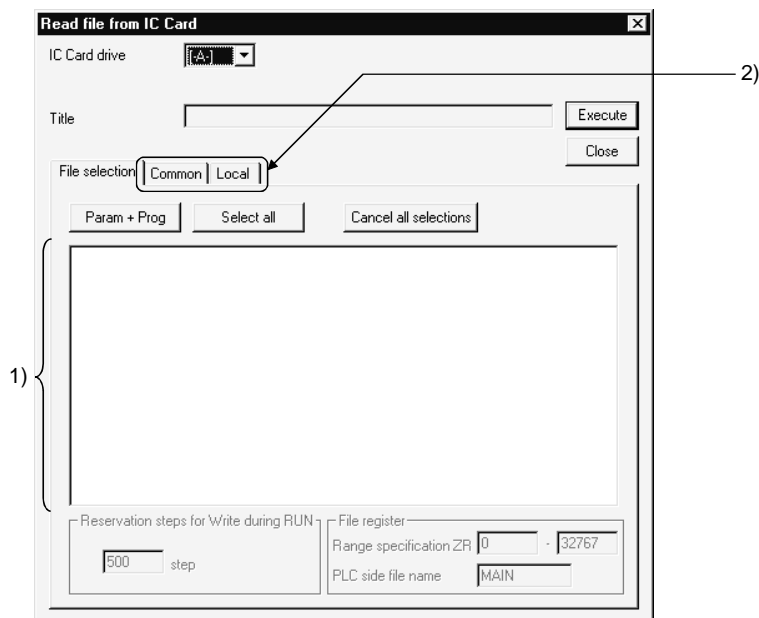 Read file from IC Card
IC Card drive [-A-]
2)
Title Execute
Close
File selection Common Local
Param + Prog Select all Cancel all selections
1)
Reservation steps for Write during RUN File register
Range specification ZR 0 - 32767
500 step
PLC side file name MAIN